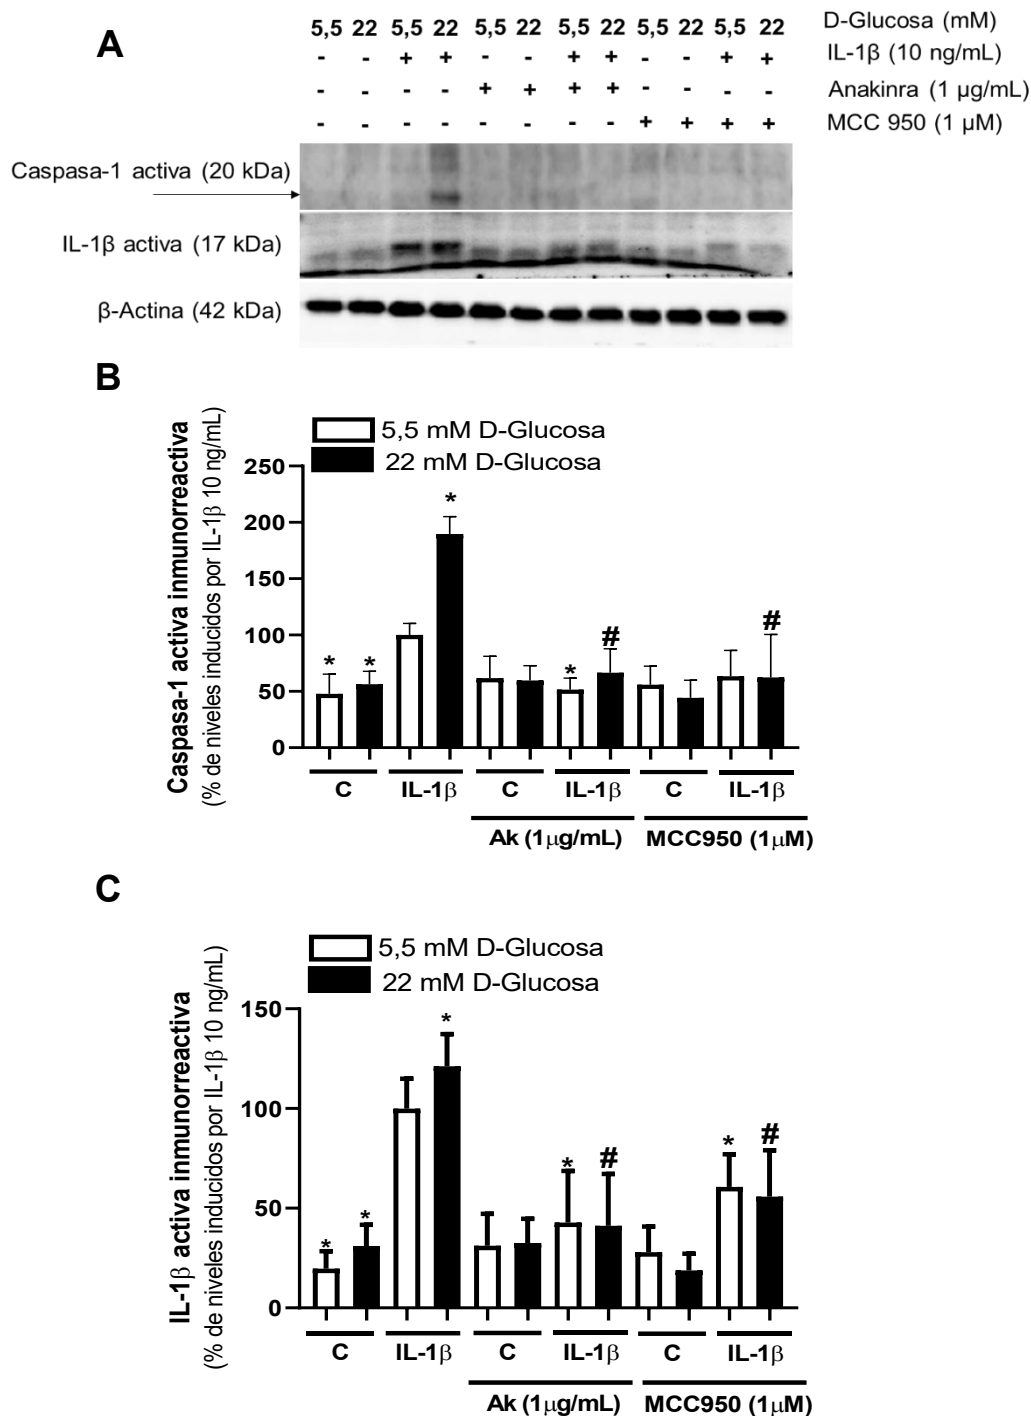 A
5,5 22 5,5 22 5,5 22 5,5 22 5,5 22 5,5 22 D-Glucosa (mM)
- - + + - - + + - - + + IL-1β (10 ng/mL)
- - - - + + + + - - - - Anakinra (1 µg/mL)
- - - - - - - - + + + + MCC 950 (1 µM)
Caspasa-1 activa (20 kDa)
IL-1β activa (17 kDa)
β-Actina (42 kDa)
B
Caspasa-1 activa inmunorreactiva
(% de niveles inducidos por IL-1β 10 ng/mL)
5,5 mM D-Glucosa
22 mM D-Glucosa
250
200
150
100
50
0
* * * * # #
C IL-1β C IL-1β C IL-1β
Ak (1µg/mL) MCC950 (1µM)
C
IL-1β activa inmunorreactiva
(% de niveles inducidos por IL-1β 10 ng/mL)
5,5 mM D-Glucosa
22 mM D-Glucosa
150
100
50
0
* * * * # * #
C IL-1β C IL-1β C IL-1β
Ak (1µg/mL) MCC950 (1µM)